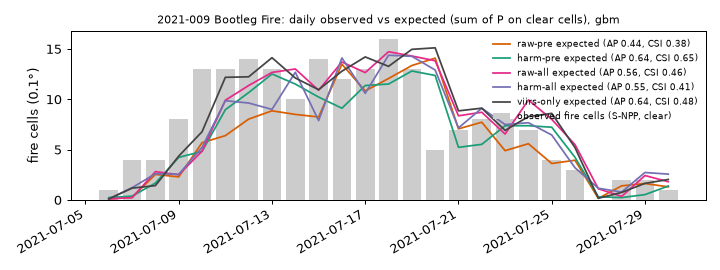 2021-009 Bootleg Fire: daily observed vs expected (sum of P on clear cells), gbm
fire cells (0.1°)
15
10
5
0
raw-pre expected (AP 0.44, CSI 0.38)
harm-pre expected (AP 0.64, CSI 0.65)
raw-all expected (AP 0.56, CSI 0.46)
harm-all expected (AP 0.55, CSI 0.41)
viirs-only expected (AP 0.64, CSI 0.48)
observed fire cells (S-NPP, clear)
2021-07-05
2021-07-09
2021-07-13
2021-07-17
2021-07-21
2021-07-25
2021-07-29